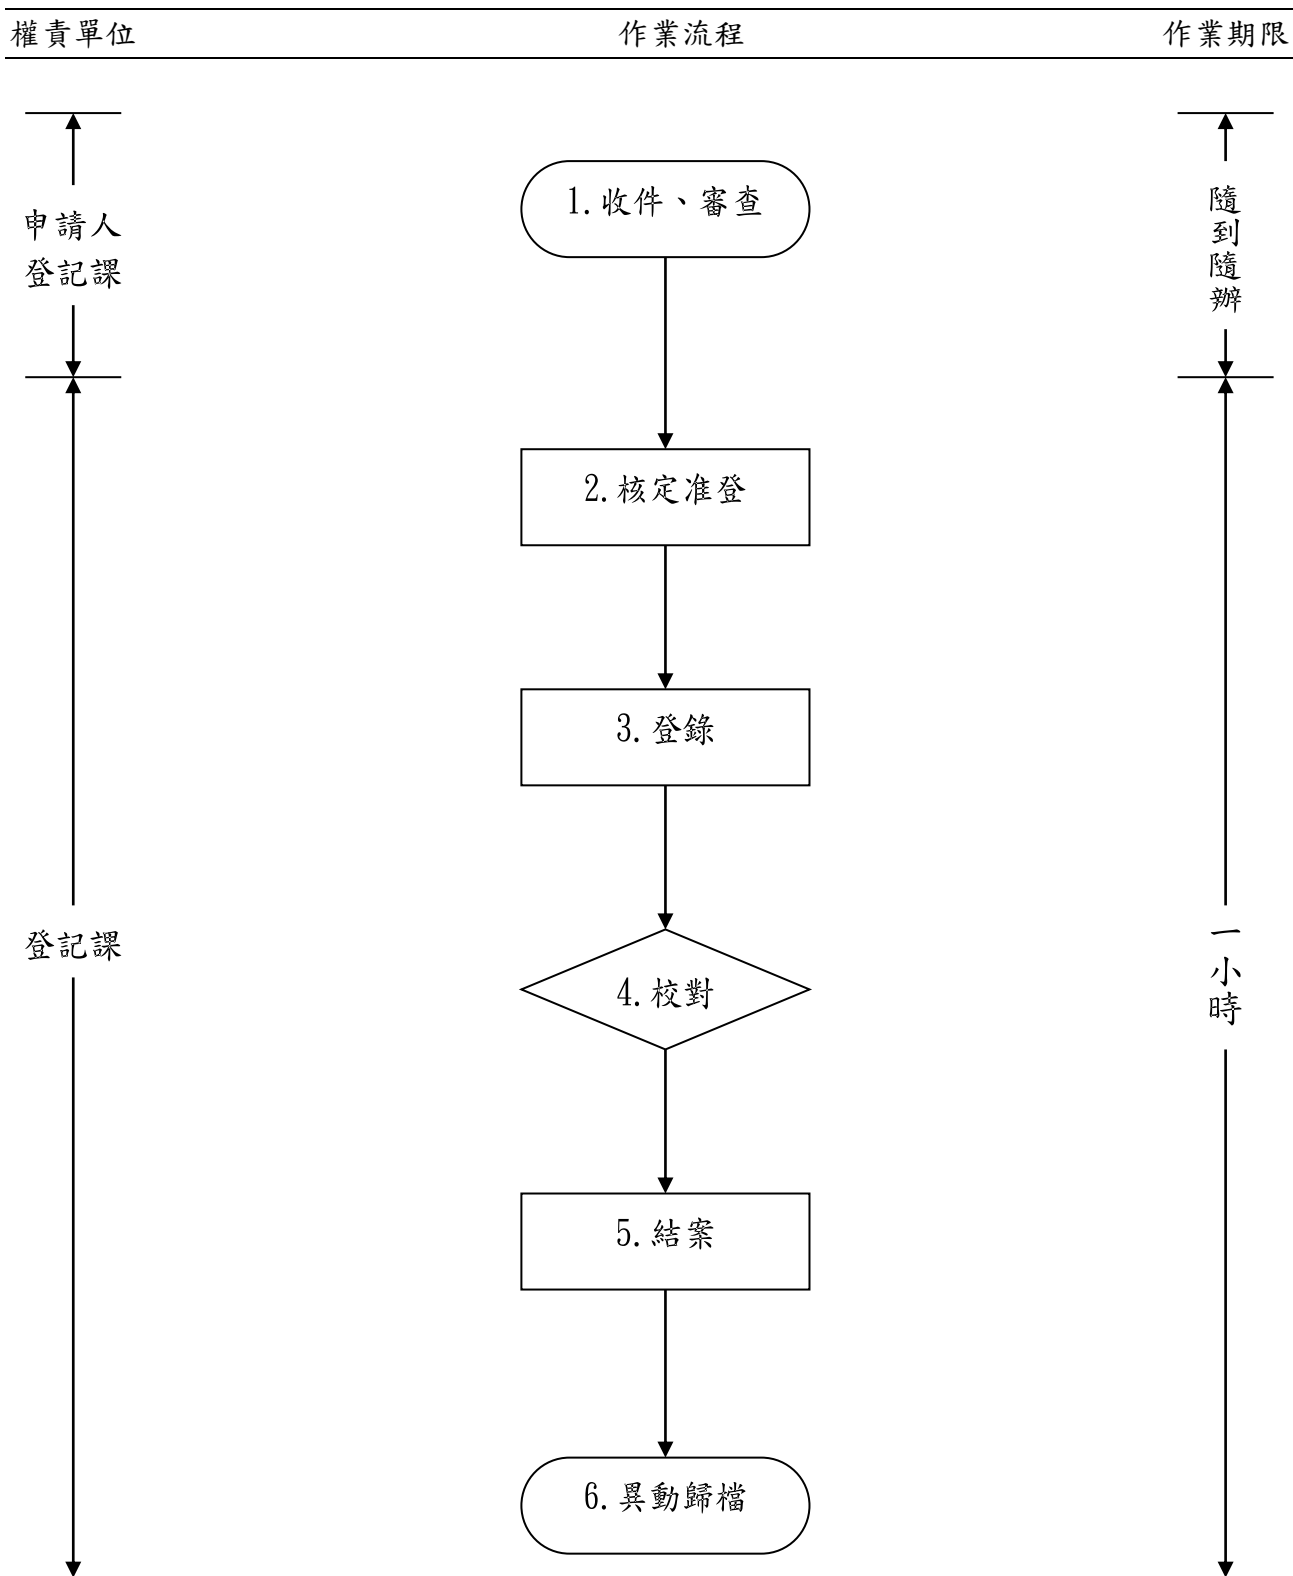 權責單位 作業流程 作業期限
1.收件、審查
申請人
登記課
隨到隨辦
2.核定准登
3.登錄
登記課
4.校對
一小時
5.結案
6.異動歸檔